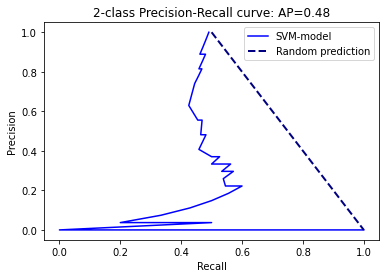 2-class Precision-Recall curve: AP=0.48
SVM-model
Random prediction
1.0
0.8
0.6
0.4
0.2
0.0
Precision
0.0 0.2 0.4 0.6 0.8 1.0
Recall